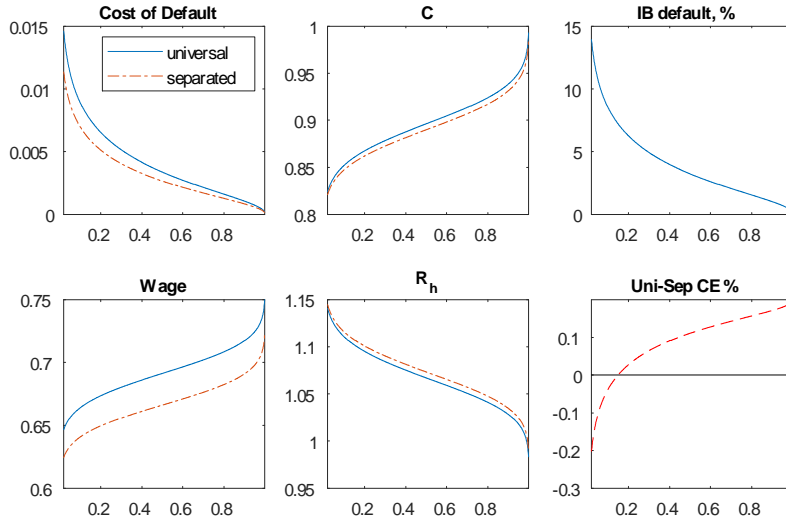 Cost of Default
0.015
0.01
0.005
0
0.2 0.4 0.6 0.8
universal
separated
C
1
0.95
0.9
0.85
0.8
0.2 0.4 0.6 0.8
IB default, %
15
10
5
0
0.2 0.4 0.6 0.8
Wage
0.75
0.7
0.65
0.6
0.2 0.4 0.6 0.8
R_h
1.15
1.1
1.05
1
0.95
0.2 0.4 0.6 0.8
Uni-Sep CE %
0.1
0
-0.1
-0.2
-0.3
0.2 0.4 0.6 0.8